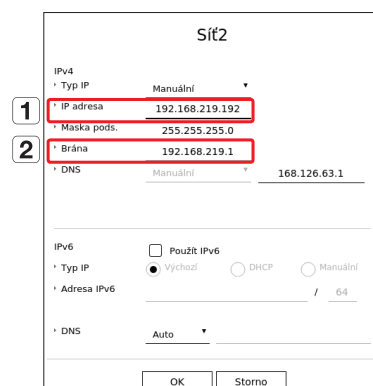 Síť2
IPv4
Typ IP Manuální
1 IP adresa 192.168.219.192
Maska pods. 255.255.255.0
2 Brána 192.168.219.1
DNS Manuální 168.126.63.1
IPv6 Použít IPv6
Typ IP Výchozí DHCP Manuální
Adresa IPv6 / 64
DNS Auto
OK Storno